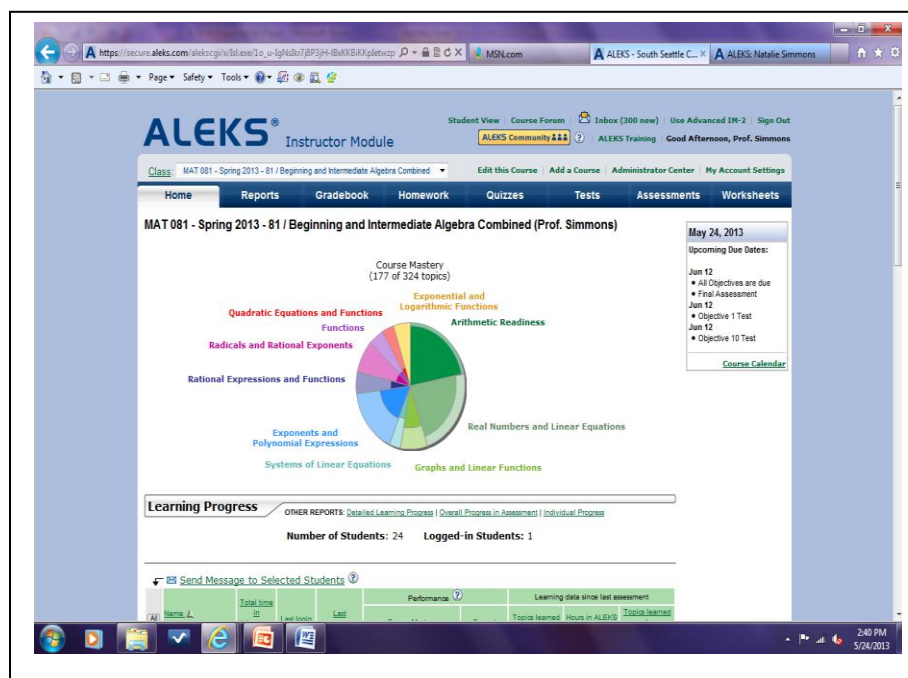 https://secure.aleks.com/alekscgi/x/Isl.exe/
MSN.com
ALEKS - South Seattle C...
ALEKS: Natalie Simmons
Page Safety Tools
ALEKS® Instructor Module
Student View Course Forum Inbox (300 new) Use Advanced IM-2 Sign Out
ALEKS Community ? ALEKS Training Good Afternoon, Prof. Simmons
Class: MAT 081 - Spring 2013 - 81 / Beginning and Intermediate Algebra Combined
Edit this Course Add a Course Administrator Center My Account Settings
Home Reports Gradebook Homework Quizzes Tests Assessments Worksheets
MAT 081 - Spring 2013 - 81 / Beginning and Intermediate Algebra Combined (Prof. Simmons)
Course Mastery
(177 of 324 topics)
Exponential and
Logarithmic Functions
Quadratic Equations and Functions
Arithmetic Readiness
Functions
Radicals and Rational Exponents
Rational Expressions and Functions
Real Numbers and Linear Equations
Exponents and
Polynomial Expressions
Systems of Linear Equations
Graphs and Linear Functions
May 24, 2013
Upcoming Due Dates:
Jun 12
• All Objectives are due
• Final Assessment
Jun 12
• Objective 1 Test
Jun 12
• Objective 10 Test
Course Calendar
Learning Progress
OTHER REPORTS: Detailed Learning Progress | Overall Progress in Assessment | Individual Progress
Number of Students: 24 Logged-in Students: 1
Send Message to Selected Students ?
Performance ?
Learning data since last assessment
All Name
Total time
in
Last login
Last
Topics learned
Hours in ALEKS
Topics learned
2:40 PM
5/24/2013